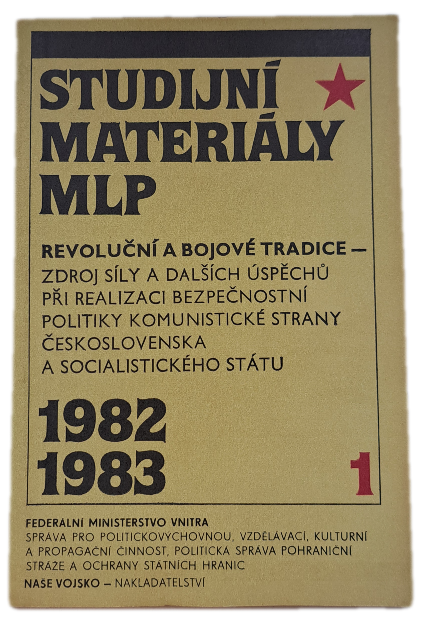 STUDIJNÍ
MATERIÁLY
MLP
REVOLUČNÍ A BOJOVÉ TRADICE —
ZDROJ SÍLY A DALŠÍCH ÚSPĚCHŮ
PŘI REALIZACI BEZPEČNOSTNÍ
POLITIKY KOMUNISTICKÉ STRANY
ČESKOSLOVENSKA
A SOCIALISTICKÉHO STÁTU
1982
1983
1
FEDERÁLNÍ MINISTERSTVO VNITRA
SPRÁVA PRO POLITICKOVÝCHOVNOU, VZDĚLÁVACÍ, KULTURNÍ
A PROPAGAČNÍ ČINNOST, POLITICKÁ SPRÁVA POHRANIČNÍ
STRÁŽE A OCHRANY STÁTNÍCH HRANIC
NAŠE VOJSKO – NAKLADATELSTVÍ